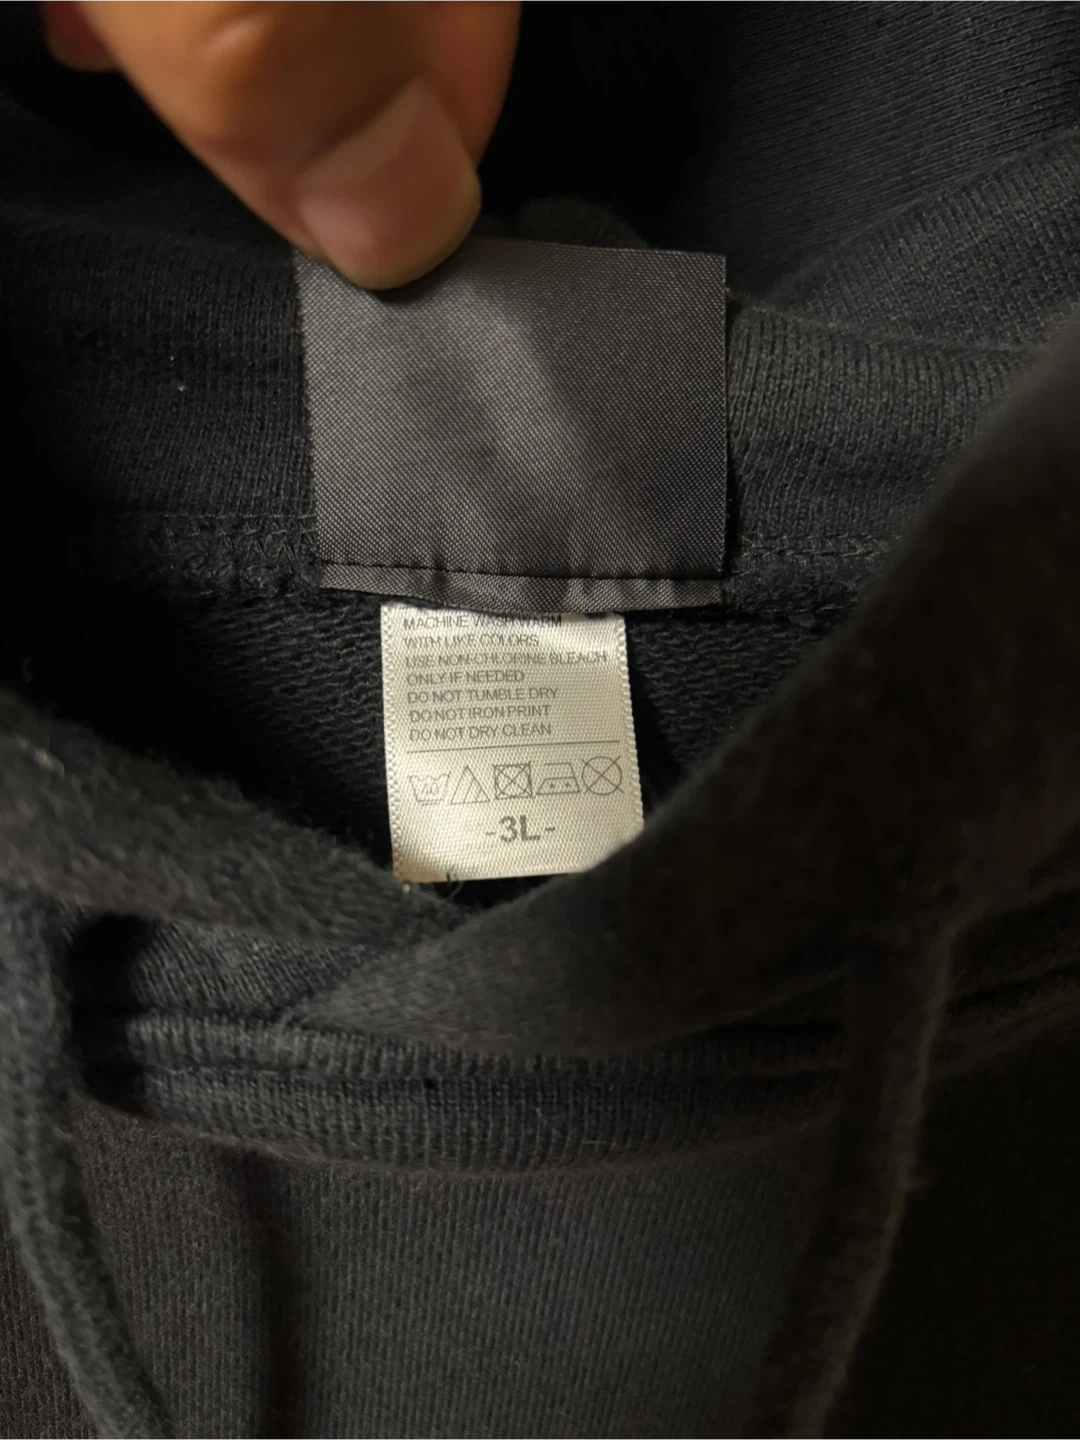 MACHINE WASH WARM
WITH LIKE COLORS
USE NON-CHLORINE BLEACH
ONLY IF NEEDED
DO NOT TUMBLE DRY
DO NOT IRON PRINT
DO NOT DRY CLEAN
40
-3L-